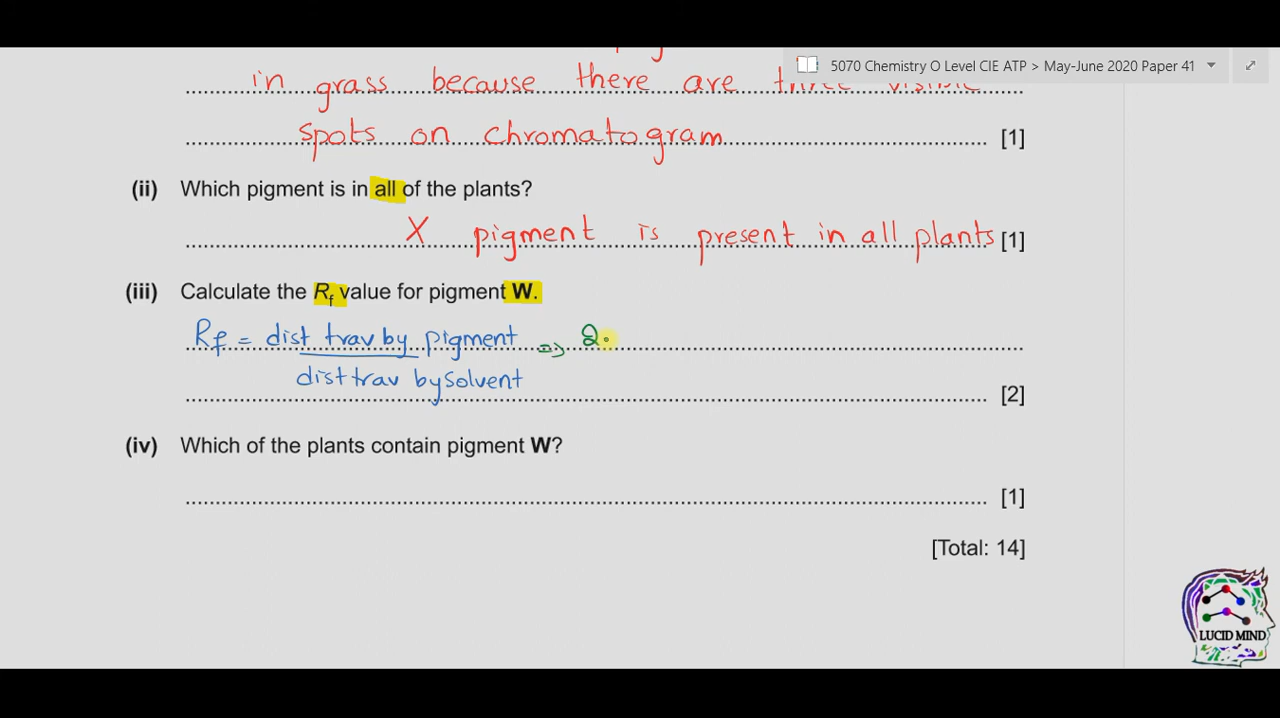 5070 Chemistry O Level CIE ATP > May-June 2020 Paper 41
in grass because there are three visible
spots on chromatogram [1]
(ii) Which pigment is in all of the plants?
X pigment is present in all plants [1]
(iii) Calculate the Rf value for pigment W.
Rf = dist trav by pigment => 2.
dist trav by solvent
[2]
(iv) Which of the plants contain pigment W?
[1]
[Total: 14]
LUCID MIND